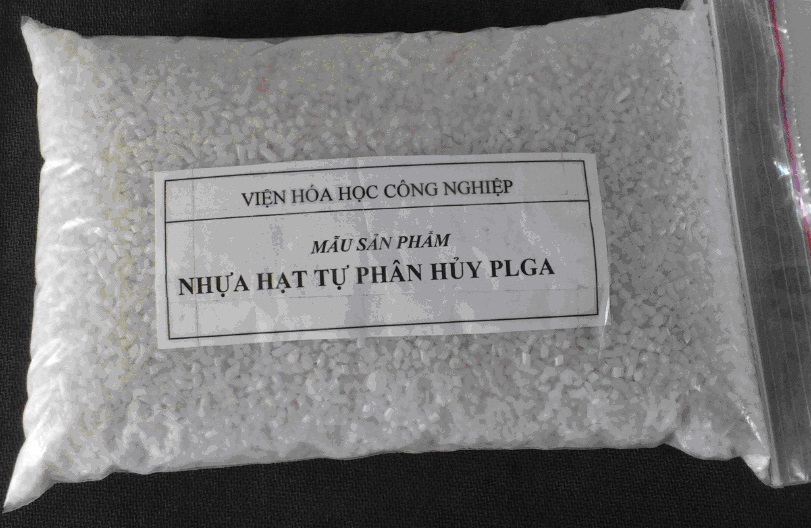 VIỆN HÓA HỌC CÔNG NGHIỆP
MẪU SẢN PHẨM
NHỰA HẠT TỰ PHÂN HỦY PLGA